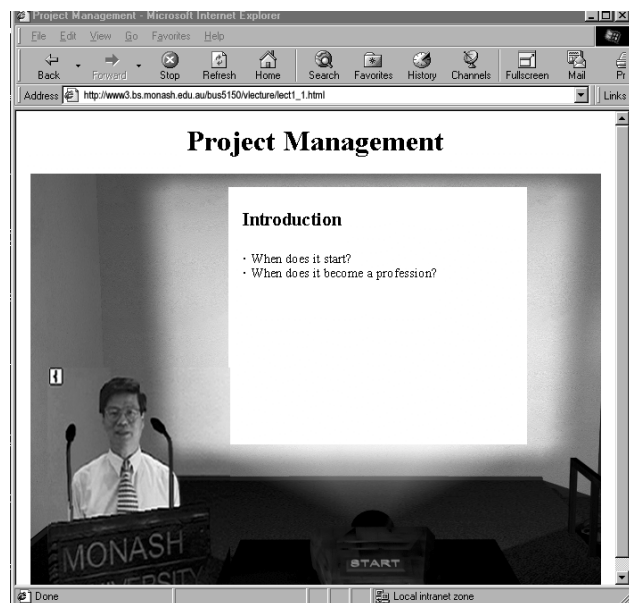 Project Management - Microsoft Internet Explorer
File Edit View Go Favorites Help
Back Forward Stop Refresh Home Search Favorites History Channels Fullscreen Mail Pr
Address http://www3.bs.monash.edu.au/bus5150/vlecture/lect1_1.html Links
Project Management
Introduction
· When does it start?
· When does it become a profession?
MONASH
UNIVERSITY
START
Done Local intranet zone